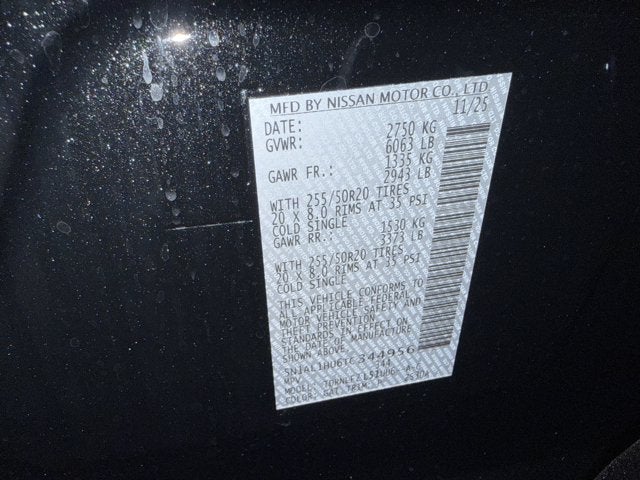 MFD BY NISSAN MOTOR CO., LTD
DATE: 11/25
GVWR: 2750 KG
6063 LB
GAWR FR.: 1335 KG
2943 LB
WITH 255/50R20 TIRES
20 X 8.0 RIMS AT 35 PSI
COLD SINGLE
GAWR RR.: 1530 KG
3373 LB
WITH 255/50R20 TIRES
20 X 8.0 RIMS AT 35 PSI
COLD SINGLE
THIS VEHICLE CONFORMS TO
ALL APPLICABLE FEDERAL
MOTOR VEHICLE SAFETY AND
THEFT PREVENTION
STANDARDS IN EFFECT ON
THE DATE OF MANUFACTURE
SHOWN ABOVE.
344956
MPV
MODEL:
COLOR: TRIM: